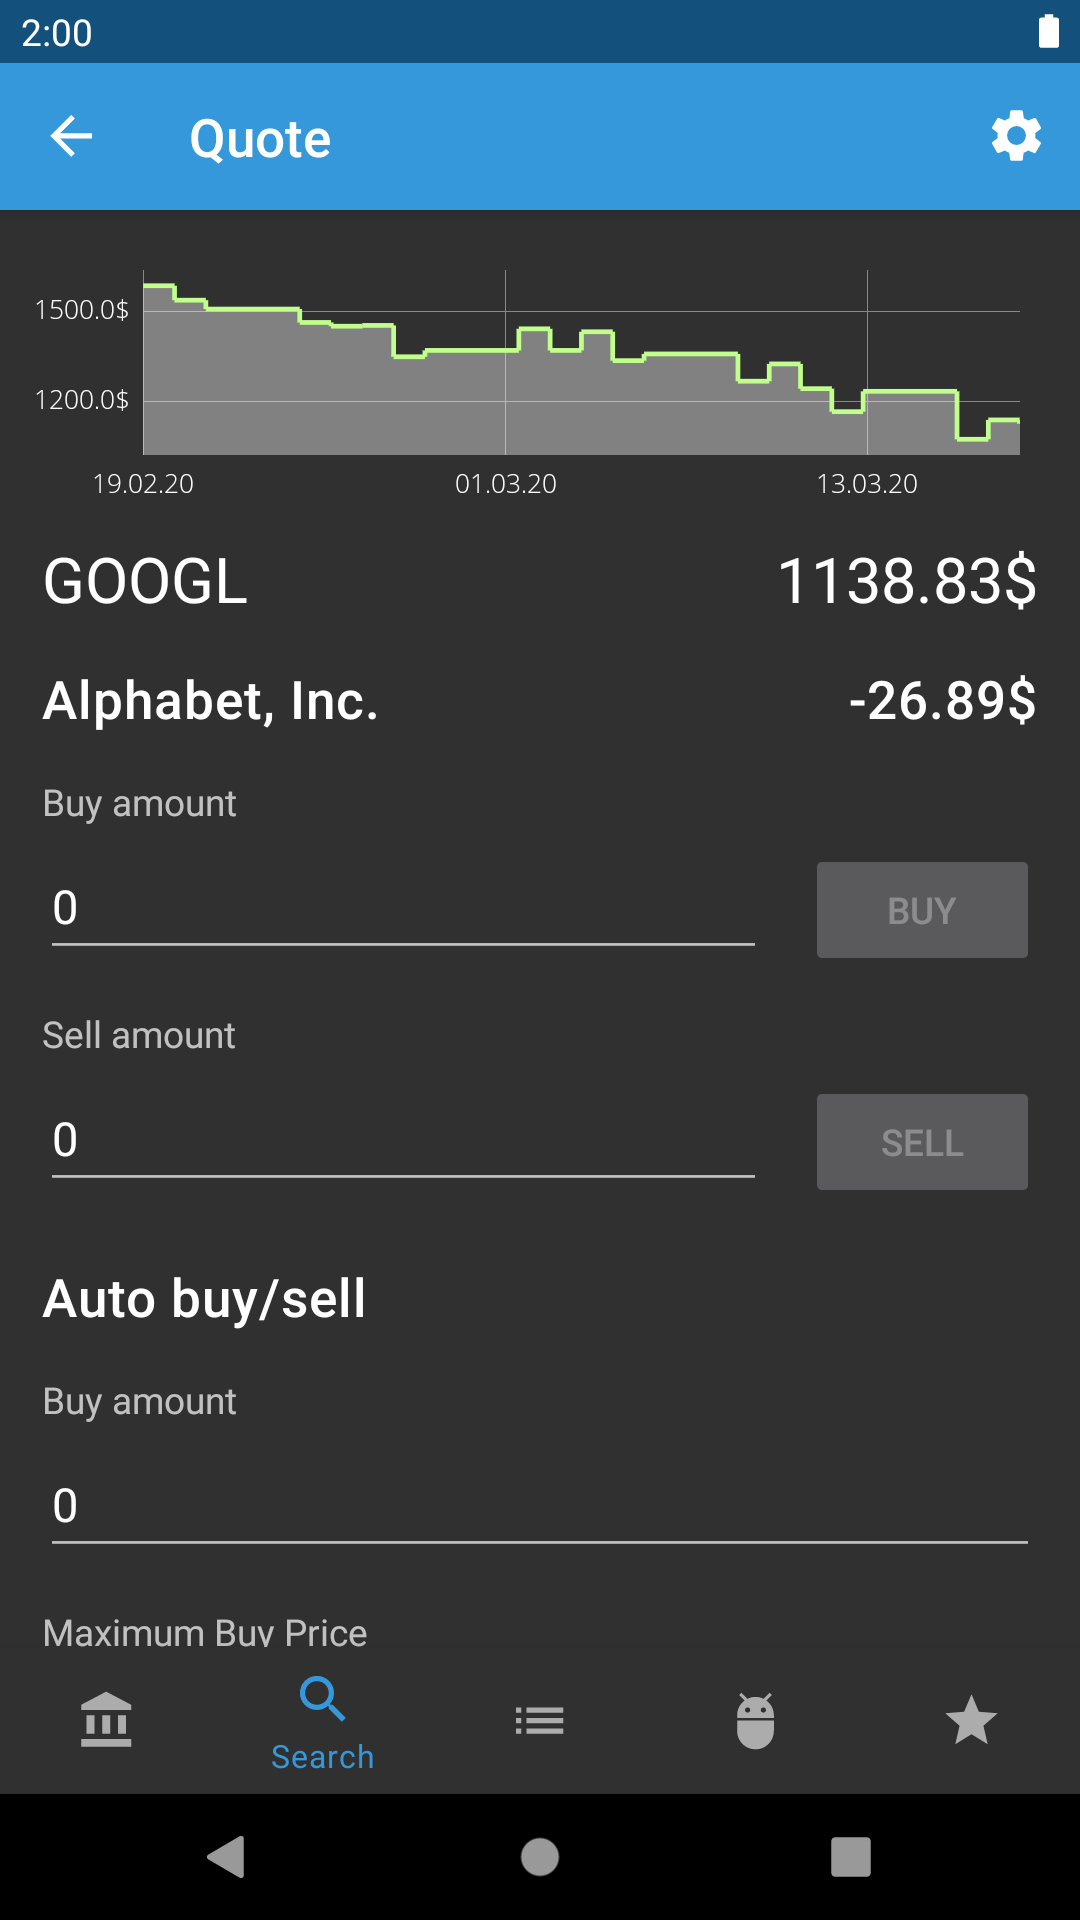 2:00
Quote
1500.0$
1200.0$
19.02.20 01.03.20 13.03.20
GOOGL 1138.83$
Alphabet, Inc. -26.89$
Buy amount
0 BUY
Sell amount
0 SELL
Auto buy/sell
Buy amount
0
Maximum Buy Price
Search